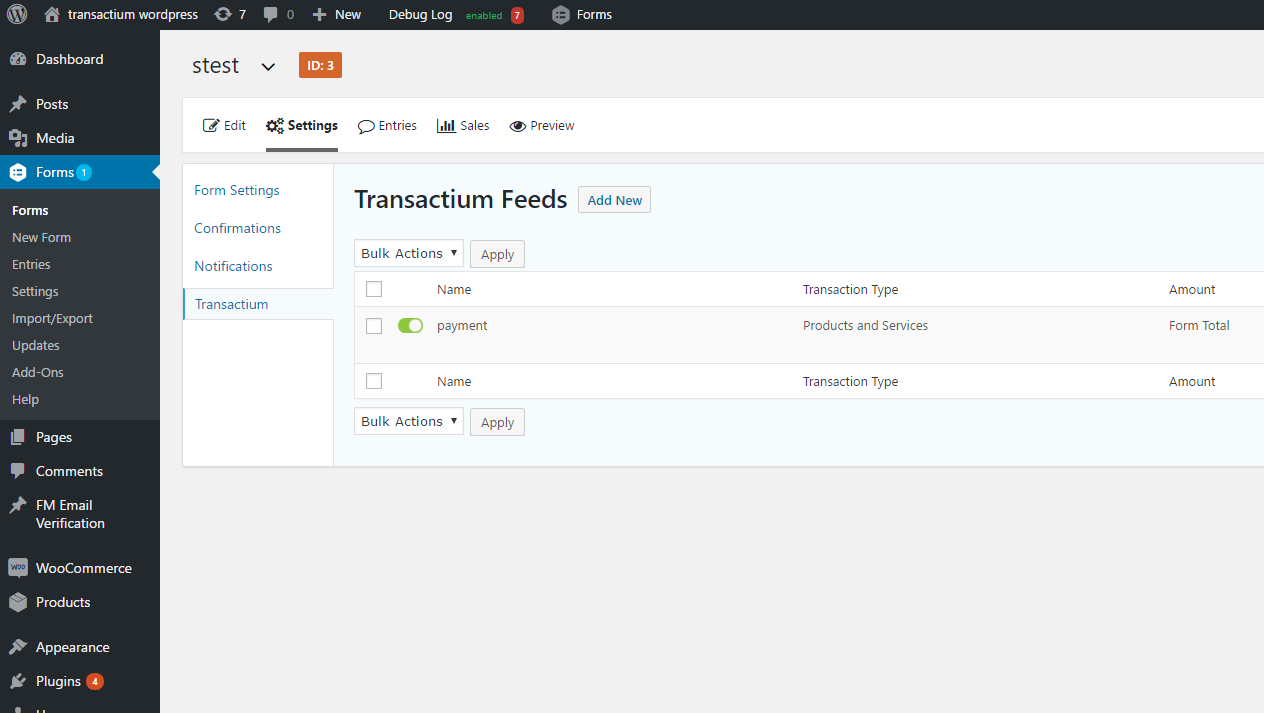 transactium wordpress 7 0 New Debug Log enabled 7 Forms
Dashboard
Posts
Media
Forms 1
Forms
New Form
Entries
Settings
Import/Export
Updates
Add-Ons
Help
Pages
Comments
FM Email
Verification
WOO WooCommerce
Products
Appearance
Plugins 4
stest ID: 3
Edit Settings Entries Sales Preview
Form Settings
Confirmations
Notifications
Transactium
Transactium Feeds Add New
Bulk Actions Apply
Name Transaction Type Amount
payment Products and Services Form Total
Name Transaction Type Amount
Bulk Actions Apply